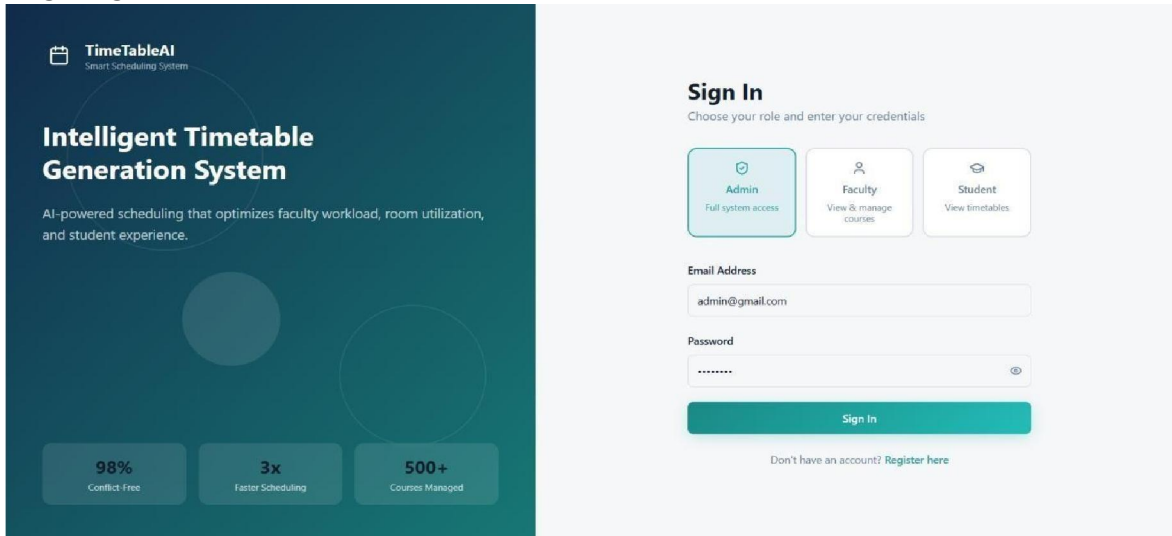 TimeTableAI
Smart Scheduling System
Intelligent Timetable
Generation System
AI-powered scheduling that optimizes faculty workload, room utilization,
and student experience.
98%
Conflict-Free
3x
Faster Scheduling
500+
Courses Managed
Sign In
Choose your role and enter your credentials
Admin
Full system access
Faculty
View & manage
courses
Student
View timetables
Email Address
admin@gmail.com
Password
••••••••
Sign In
Don't have an account? Register here